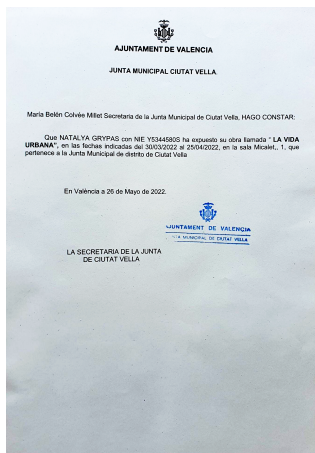 AJUNTAMENT DE VALENCIA
JUNTA MUNICIPAL CIUTAT VELLA
María Belén Colvée Millet Secretaria de la Junta Municipal de Ciutat Vella, HAGO CONSTAR:
Que NATALYA GRYPAS con NIE Y5344580S ha expuesto su obra llamada “ LA VIDA
URBANA”, en las fechas indicadas del 30/03/2022 al 25/04/2022, en la sala Micalet,, 1, que
pertenece a la Junta Municipal de distrito de Ciutat Vella
En València a 26 de Mayo de 2022.
AJUNTAMENT DE VALENCIA
JUNTA MUNICIPAL DE CIUTAT VELLA
LA SECRETARIA DE LA JUNTA
DE CIUTAT VELLA